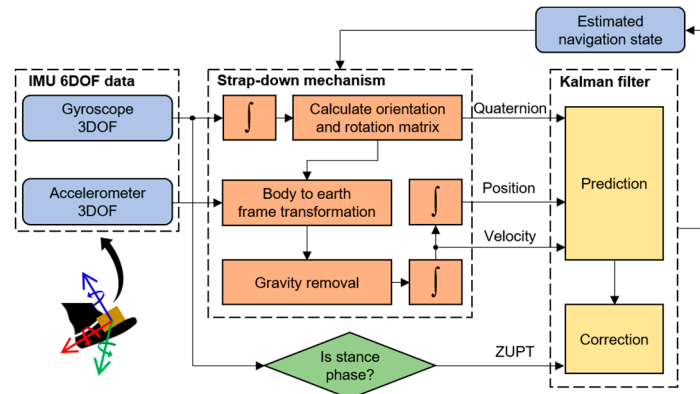 Estimated
navigation state
IMU 6DOF data
Gyroscope
3DOF
Accelerometer
3DOF
Strap-down mechanism
∫
Calculate orientation
and rotation matrix
Body to earth
frame transformation
∫
Gravity removal
∫
Quaternion
Position
Velocity
Kalman filter
Prediction
Correction
Is stance
phase?
ZUPT